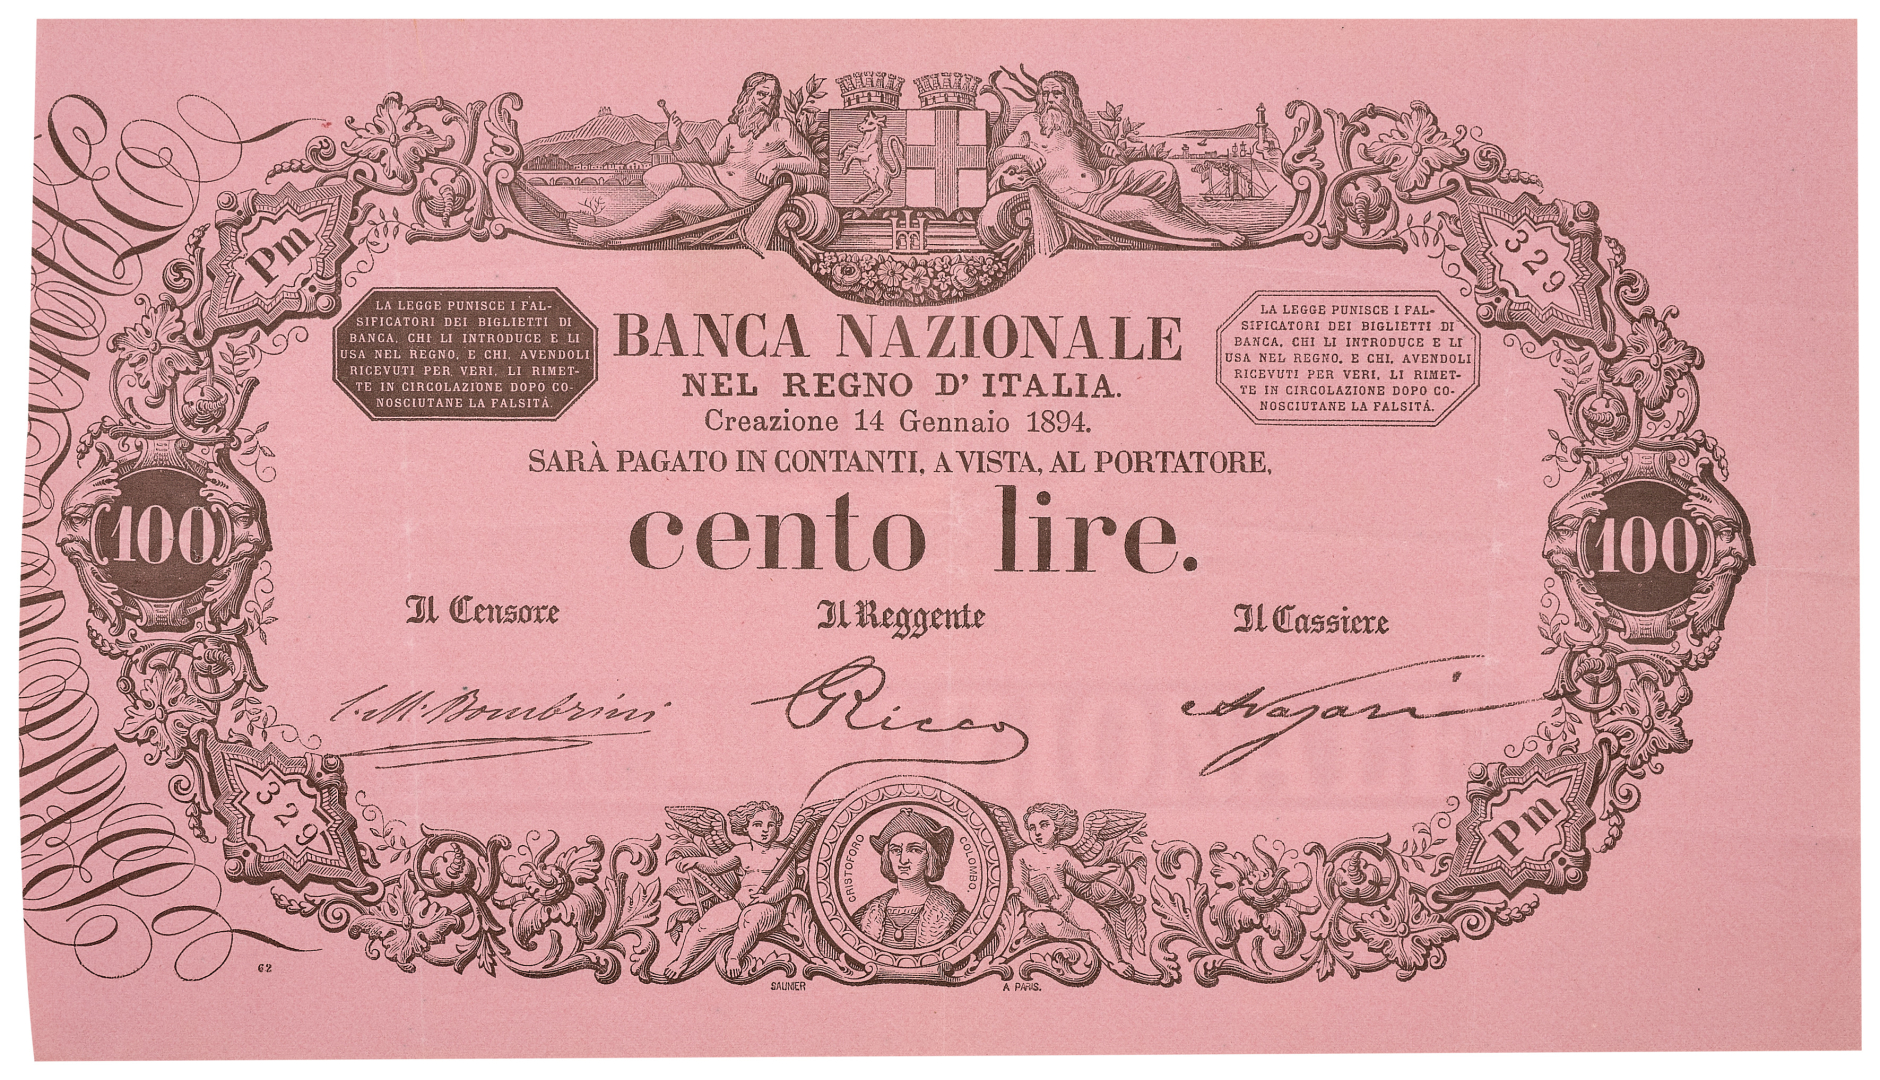 Pm
329
LA LEGGE PUNISCE I FAL-
SIFICATORI DEI BIGLIETTI DI
BANCA, CHI LI INTRODUCE E LI
USA NEL REGNO, E CHI, AVENDOLI
RICEVUTI PER VERI, LI RIMET-
TE IN CIRCOLAZIONE DOPO CO-
NOSCIUTANE LA FALSITÁ.
BANCA NAZIONALE
NEL REGNO D'ITALIA.
Creazione 14 Gennaio 1894.
LA LEGGE PUNISCE I FAL-
SIFICATORI DEI BIGLIETTI DI
BANCA, CHI LI INTRODUCE E LI
USA NEL REGNO, E CHI, AVENDOLI
RICEVUTI PER VERI, LI RIMET-
TE IN CIRCOLAZIONE DOPO CO-
NOSCIUTANE LA FALSITÁ.
SARÀ PAGATO IN CONTANTI, A VISTA, AL PORTATORE,
100
cento lire.
100
Il Censore
Il Reggente
Il Cassiere
C. M. Bombrini
Ricco
Nazari
329
Pm
CRISTOFORO COLOMBO.
62
SAUNIER
A PARIS.